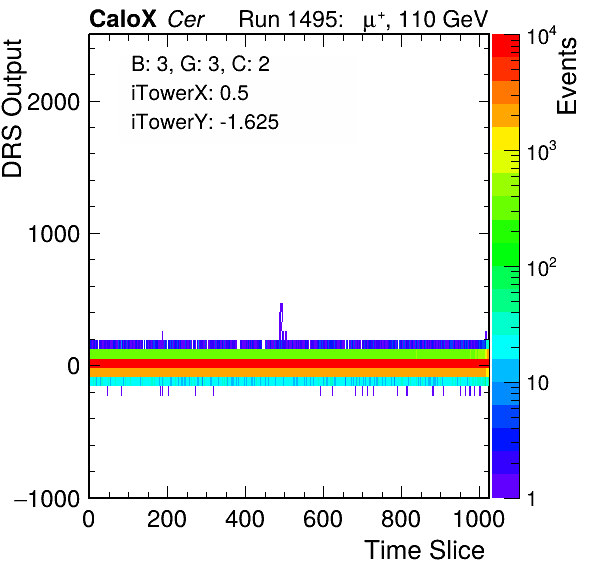 CaloX Cer Run 1495: μ⁺, 110 GeV
B: 3, G: 3, C: 2
iTowerX: 0.5
iTowerY: -1.625
DRS Output
2000
1000
0
−1000
0 200 400 600 800 1000
Time Slice
10⁴
10³
10²
10
1
Events